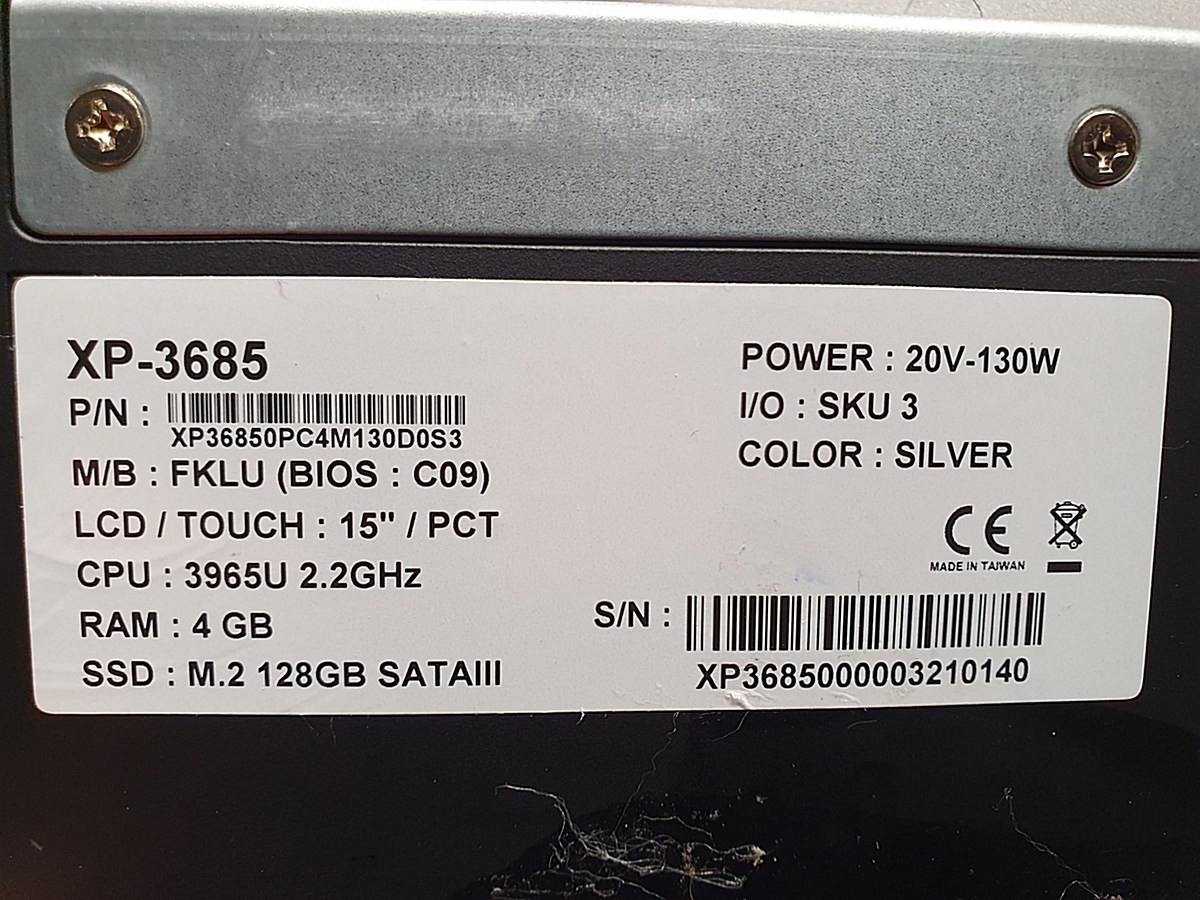 XP-3685
P/N :
XP36850PC4M130D0S3
M/B : FKLU (BIOS : C09)
LCD / TOUCH : 15" / PCT
CPU : 3965U 2.2GHz
RAM : 4 GB
SSD : M.2 128GB SATAIII
POWER : 20V-130W
I/O : SKU 3
COLOR : SILVER
CE
MADE IN TAIWAN
S/N :
XP3685000003210140